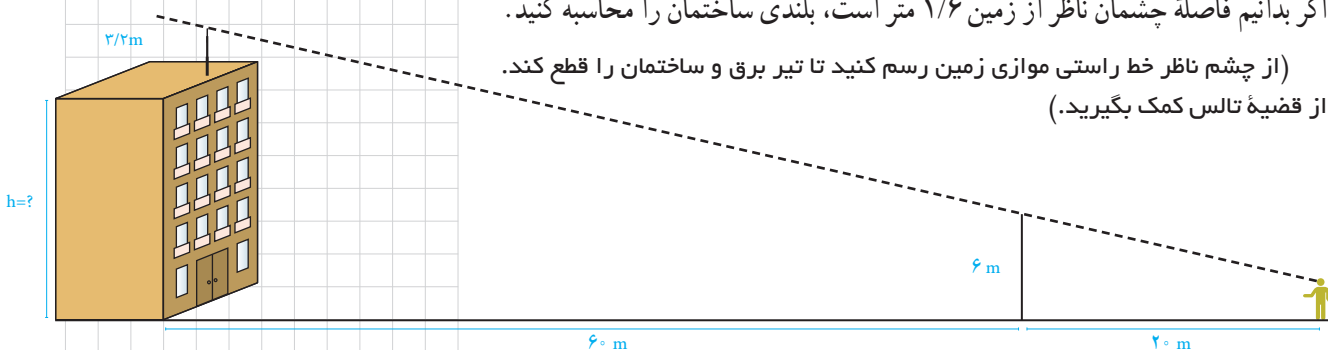 اگر بدانیم فاصلهٔ چشمان ناظر از زمین ۱/۶ متر است، بلندی ساختمان را محاسبه کنید.
(از چشم ناظر خط راستی موازی زمین رسم کنید تا تیر برق و ساختمان را قطع کند.
از قضیهٔ تالس کمک بگیرید.)
۳/۲m
h=?
۶ m
۶۰ m
۲۰ m